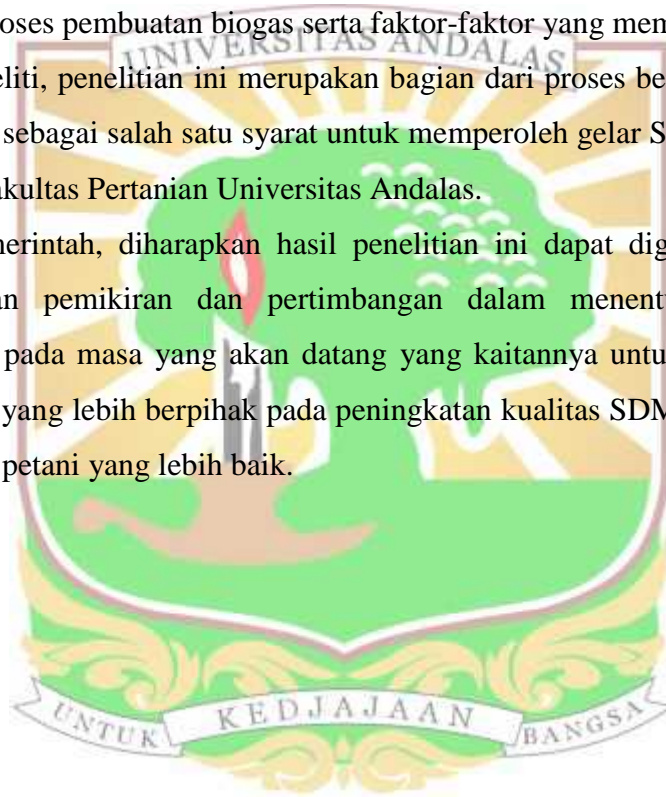 roses pembuatan biogas serta faktor-faktor yang men
UNIVERSITAS ANDALAS
eliti, penelitian ini merupakan bagian dari proses be
sebagai salah satu syarat untuk memperoleh gelar S
akultas Pertanian Universitas Andalas.
merintah, diharapkan hasil penelitian ini dapat dig
an pemikiran dan pertimbangan dalam menent
pada masa yang akan datang yang kaitannya untu
yang lebih berpihak pada peningkatan kualitas SDM
petani yang lebih baik.
UNTUK KEDJAJAAN BANGSA